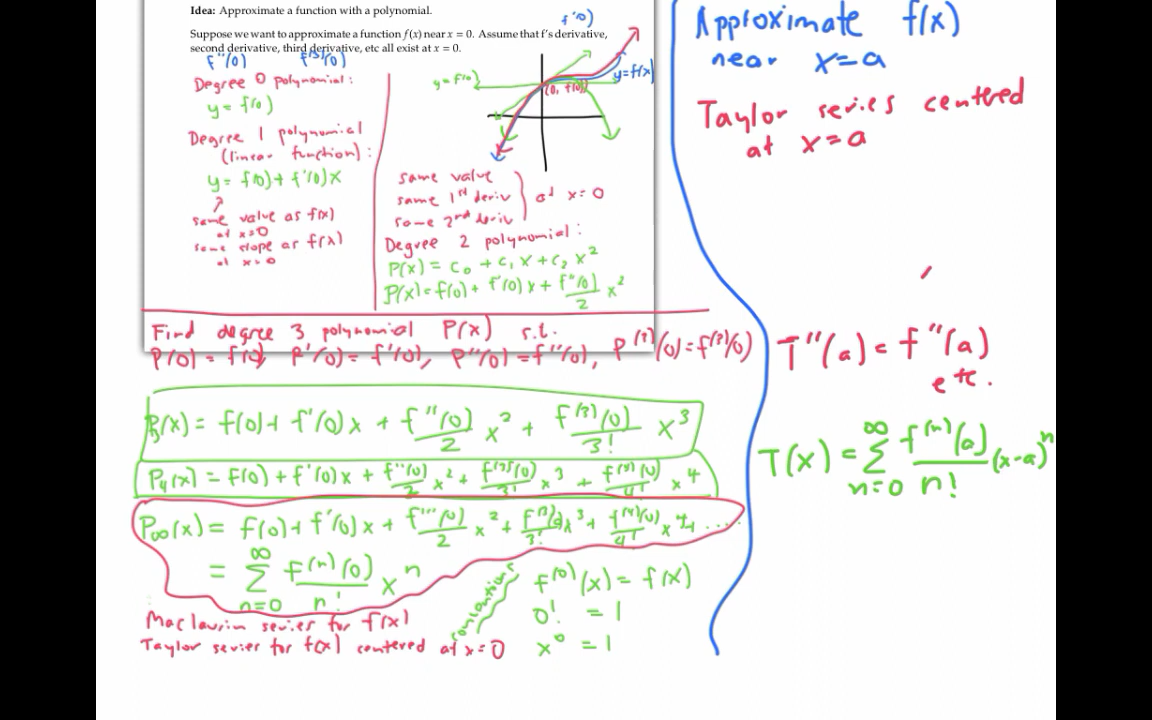 Idea: Approximate a function with a polynomial.
Suppose we want to approximate a function f(x) near x = 0. Assume that f's derivative,
second derivative, third derivative, etc all exist at x = 0.
f'(0)
f''(0) f⁽³⁾(0)
Degree 0 polynomial:
y = f(0)
Degree 1 polynomial
(linear function):
y = f(0) + f'(0)x
same value as f(x)
at x=0
same slope as f(x)
at x=0
y = f(0)
y = f(x)
(0, f(0))
same value
same 1st deriv
same 2nd deriv
at x=0
Degree 2 polynomial:
P(x) = c₀ + c₁x + c₂x²
P(x) = f(0) + f'(0)x + f''(0)/2 x²
Find degree 3 polynomial P(x) s.t.
P(0) = f(0), P'(0) = f'(0), P''(0) = f''(0), P⁽³⁾(0) = f⁽³⁾(0)
P₃(x) = f(0) + f'(0)x + f''(0)/2 x² + f⁽³⁾(0)/3! x³
P₄(x) = f(0) + f'(0)x + f''(0)/2 x² + f⁽³⁾(0)/3! x³ + f⁽⁴⁾(0)/4! x⁴
P∞(x) = f(0) + f'(0)x + f''(0)/2 x² + f⁽³⁾(0)/3! x³ + f⁽⁴⁾(0)/4! x⁴ + ....
= ∞ Σ n=0 f⁽ⁿ⁾(0)/n! xⁿ
Maclaurin series for f(x)
Taylor series for f(x) centered at x=0
conventions
f⁽⁰⁾(x) = f(x)
0! = 1
x⁰ = 1
Approximate f(x)
near x=a
Taylor series centered
at x=a
T''(a) = f''(a)
etc.
T(x) = ∞ Σ n=0 f⁽ⁿ⁾(a)/n! (x-a)ⁿ